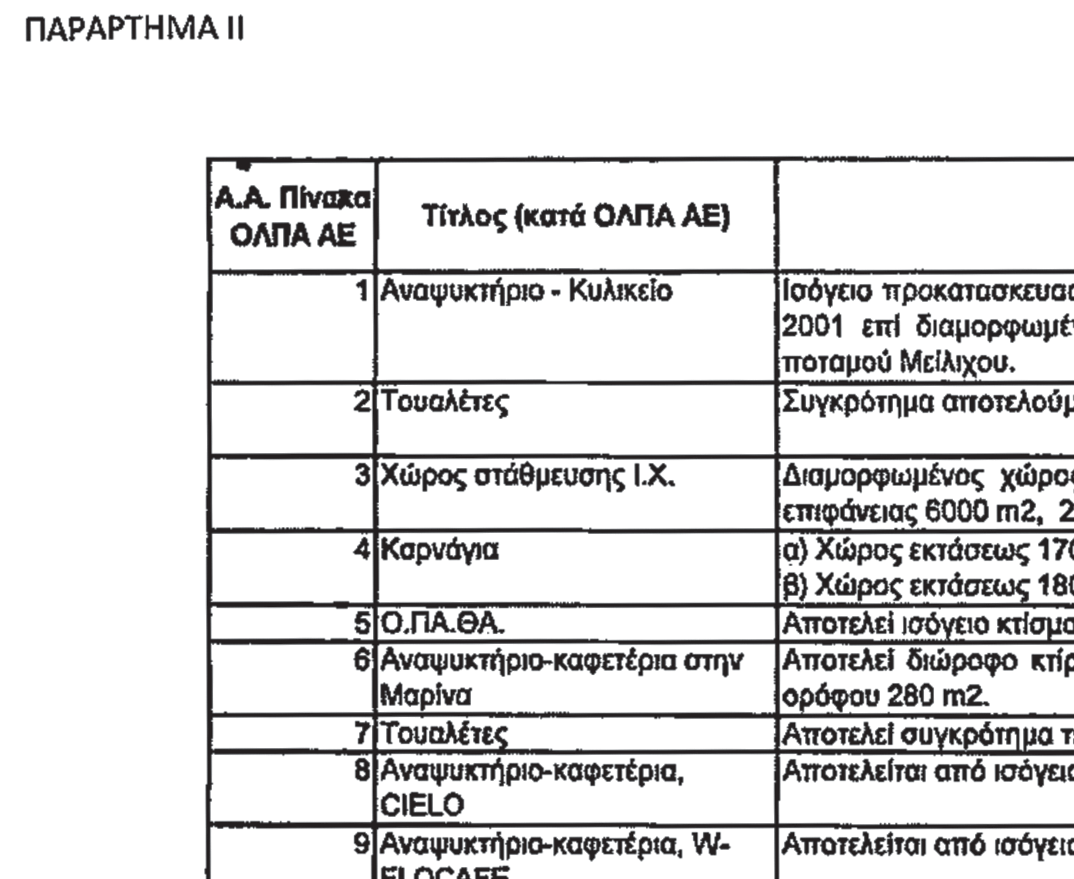 ΠΑΡΑΡΤΗΜΑ ΙΙ
Α.Α. Πίνακα
ΟΛΠΑ ΑΕ
Τίτλος (κατά ΟΛΠΑ ΑΕ)
1 Αναψυκτήριο - Κυλικείο
Ισόγειο
2001 επί
ποταμού Μείλιχου.
2 Τουαλέτες
Συγκρότημα
3 Χώρος στάθμευσης Ι.Χ.
Διαμορφωμένος
επιφάνειας 6000 m2,
4 Καρνάγια
α) Χώρος εκτάσεως
β) Χώρος εκτάσεως
5 Ο.ΠΑ.ΘΑ.
Αποτελεί ισόγειο
6 Αναψυκτήριο-καφετέρια στην
Μαρίνα
Αποτελεί διώροφο
ορόφου 280 m2.
7 Τουαλέτες
Αποτελεί συγκρότημα
8 Αναψυκτήριο-καφετέρια,
CIELO
Αποτελείται από
9 Αναψυκτήριο-καφετέρια, W-
Αποτελείται από